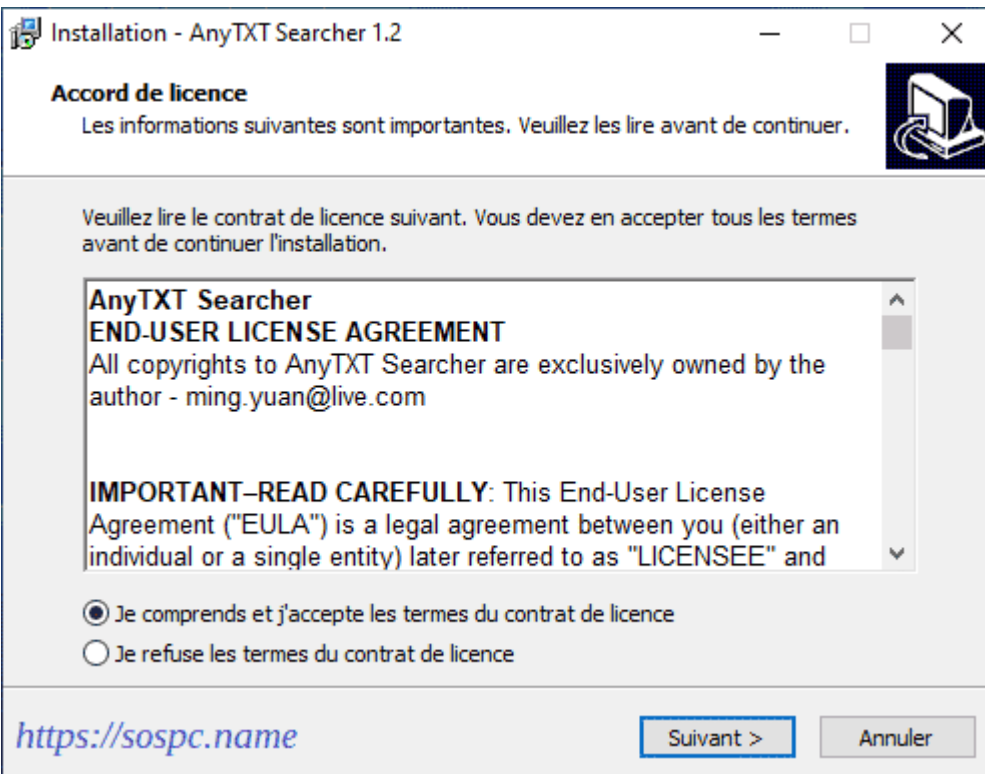 Installation - AnyTXT Searcher 1.2
Accord de licence
Les informations suivantes sont importantes. Veuillez les lire avant de continuer.
Veuillez lire le contrat de licence suivant. Vous devez en accepter tous les termes
avant de continuer l'installation.
AnyTXT Searcher
END-USER LICENSE AGREEMENT
All copyrights to AnyTXT Searcher are exclusively owned by the
author - ming.yuan@live.com
IMPORTANT–READ CAREFULLY: This End-User License
Agreement ("EULA") is a legal agreement between you (either an
individual or a single entity) later referred to as "LICENSEE" and
Je comprends et j'accepte les termes du contrat de licence
Je refuse les termes du contrat de licence
https://sospc.name
Suivant >
Annuler